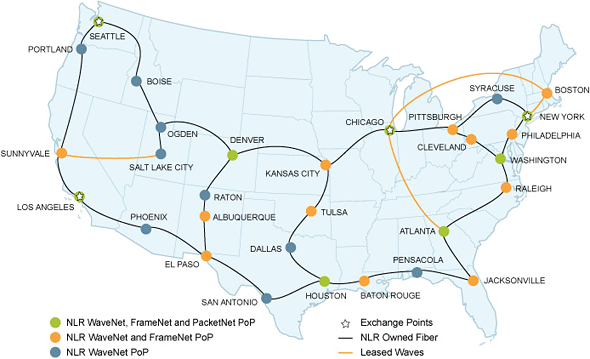 SEATTLE
PORTLAND
BOISE
OGDEN
SALT LAKE CITY
SUNNYVALE
LOS ANGELES
PHOENIX
DENVER
RATON
ALBUQUERQUE
EL PASO
KANSAS CITY
TULSA
DALLAS
SAN ANTONIO
HOUSTON
BATON ROUGE
PENSACOLA
JACKSONVILLE
ATLANTA
RALEIGH
WASHINGTON
PHILADELPHIA
NEW YORK
BOSTON
SYRACUSE
PITTSBURGH
CLEVELAND
CHICAGO
NLR WaveNet, FrameNet and PacketNet PoP
NLR WaveNet and FrameNet PoP
NLR WaveNet PoP
Exchange Points
NLR Owned Fiber
Leased Waves